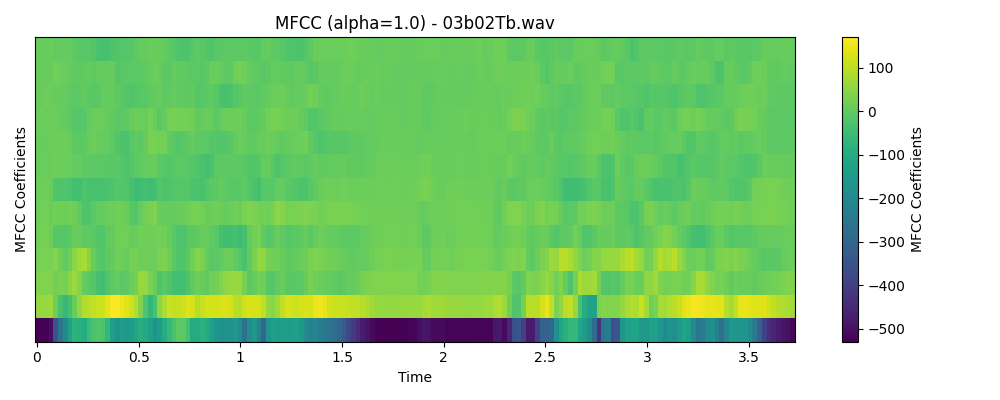 MFCC (alpha=1.0) - 03b02Tb.wav
MFCC Coefficients
0 0.5 1 1.5 2 2.5 3 3.5
Time
100
0
−100
−200
−300
−400
−500
MFCC Coefficients